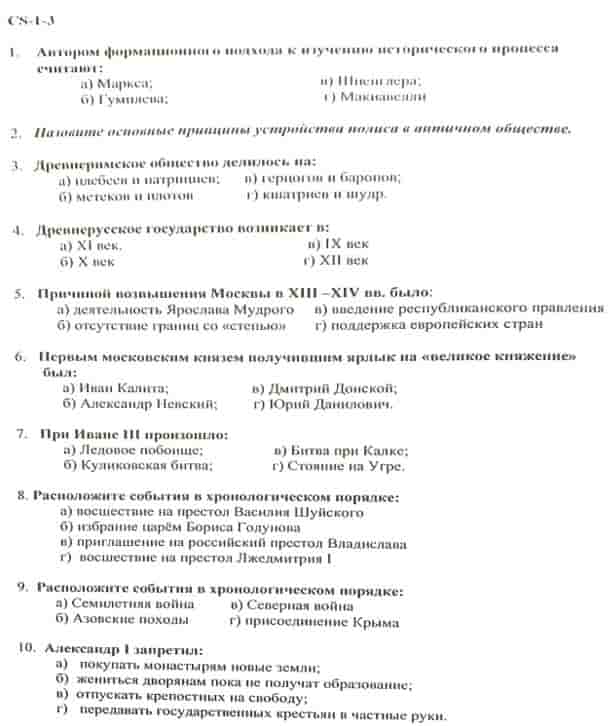 CS-1-3
1. Автором формационного подхода к изучению исторического процесса
считают:
а) Маркса; в) Шпенглера;
б) Гумилева; г) Макиавелли
2. Назовите основные принципы устройства полиса в античном обществе.
3. Древнеримское общество делилось на:
а) плебеев и патрициев; в) герцогов и баронов;
б) метеков и илотов г) кшатриев и шудр.
4. Древнерусское государство возникает в:
а) XI век. в) IX век
б) X век г) XII век
5. Причиной возвышения Москвы в XIII –XIV вв. было:
а) деятельность Ярослава Мудрого в) введение республиканского правления
б) отсутствие границ со «степью» г) поддержка европейских стран
6. Первым московским князем получившим ярлык на «великое княжение»
был:
а) Иван Калита; в) Дмитрий Донской;
б) Александр Невский; г) Юрий Данилович.
7. При Иване III произошло:
а) Ледовое побоище; в) Битва при Калке;
б) Куликовская битва; г) Стояние на Угре.
8. Расположите события в хронологическом порядке:
а) восшествие на престол Василия Шуйского
б) избрание царём Бориса Годунова
в) приглашение на российский престол Владислава
г) восшествие на престол Лжедмитрия I
9. Расположите события в хронологическом порядке:
а) Семилетняя война в) Северная война
б) Азовские походы г) присоединение Крыма
10. Александр I запретил:
а) покупать монастырям новые земли;
б) жениться дворянам пока не получат образование;
в) отпускать крепостных на свободу;
г) передавать государственных крестьян в частные руки.